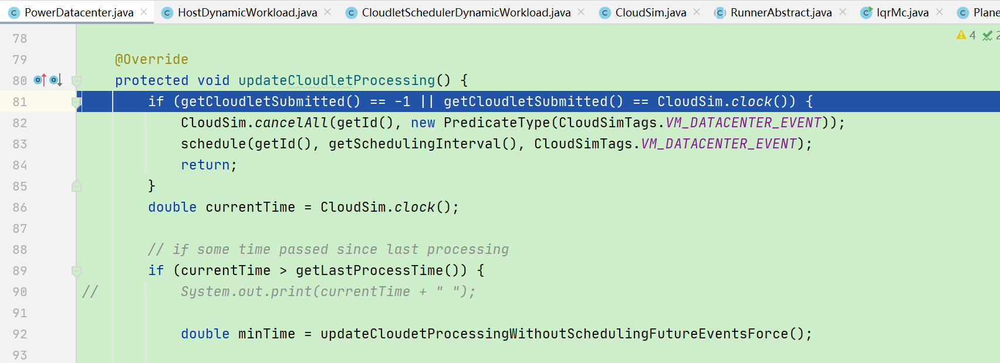 PowerDatacenter.java HostDynamicWorkload.java CloudletSchedulerDynamicWorkload.java CloudSim.java RunnerAbstract.java IqrMc.java Plane
4 2
78
79 @Override
80 protected void updateCloudletProcessing() {
81 if (getCloudletSubmitted() == -1 || getCloudletSubmitted() == CloudSim.clock()) {
82 CloudSim.cancelAll(getId(), new PredicateType(CloudSimTags.VM_DATACENTER_EVENT));
83 schedule(getId(), getSchedulingInterval(), CloudSimTags.VM_DATACENTER_EVENT);
84 return;
85 }
86 double currentTime = CloudSim.clock();
87
88 // if some time passed since last processing
89 if (currentTime > getLastProcessTime()) {
90 // System.out.print(currentTime + " ");
91
92 double minTime = updateCloudetProcessingWithoutSchedulingFutureEventsForce();
93